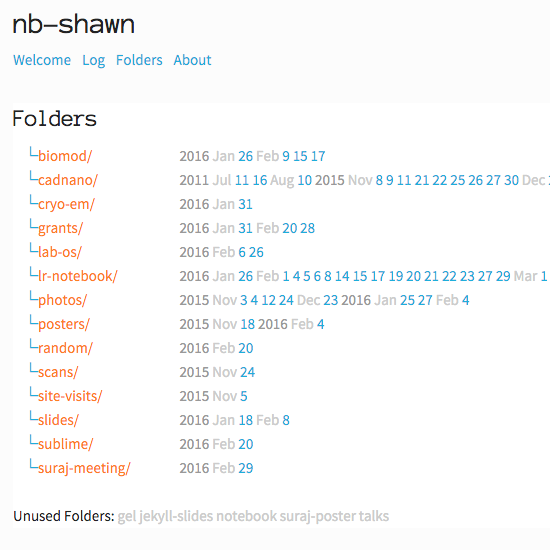 nb-shawn
Welcome Log Folders About
Folders
biomod/ 2016 Jan 26 Feb 9 15 17
cadnano/ 2011 Jul 11 16 Aug 10 2015 Nov 8 9 11 21 22 25 26 27 30 Dec
cryo-em/ 2016 Jan 31
grants/ 2016 Jan 31 Feb 20 28
lab-os/ 2016 Feb 6 26
lr-notebook/ 2016 Jan 26 Feb 1 4 5 6 8 14 15 17 19 20 21 22 23 27 29 Mar 1
photos/ 2015 Nov 3 4 12 24 Dec 23 2016 Jan 25 27 Feb 4
posters/ 2015 Nov 18 2016 Feb 4
random/ 2016 Feb 20
scans/ 2015 Nov 24
site-visits/ 2015 Nov 5
slides/ 2016 Jan 18 Feb 8
sublime/ 2016 Feb 20
suraj-meeting/ 2016 Feb 29
Unused Folders: gel jekyll-slides notebook suraj-poster talks